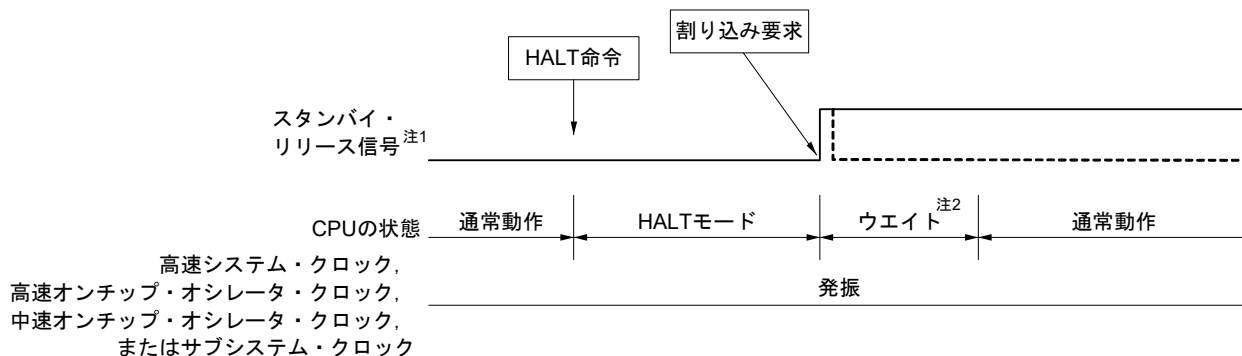 割り込み要求
HALT命令
スタンバイ・
リリース信号注1
CPUの状態 通常動作 HALTモード ウエイト注2 通常動作
高速システム・クロック,
高速オンチップ・オシレータ・クロック,
中速オンチップ・オシレータ・クロック,
またはサブシステム・クロック
発振